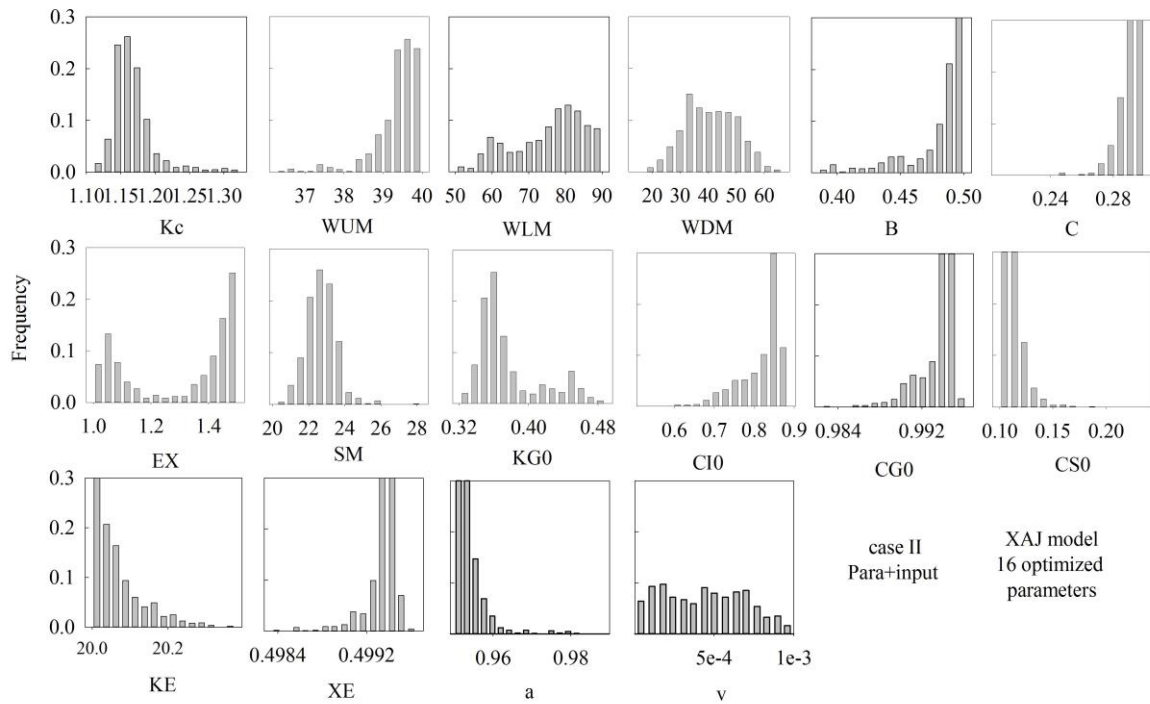 0.3
0.2
0.1
0.0
1.10 1.15 1.20 1.25 1.30
37 38 39 40
50 60 70 80 90
20 30 40 50 60
0.40 0.45 0.50
0.24 0.28
Kc WUM WLM WDM B C
Frequency
0.3
0.2
0.1
0.0
1.0 1.2 1.4
20 22 24 26 28
0.32 0.40 0.48
0.6 0.7 0.8 0.9
0.984 0.992
0.10 0.15 0.20
EX SM KG0 CI0 CG0 CS0
0.3
0.2
0.1
0.0
20.0 20.2
0.4984 0.4992
0.96 0.98
5e-4 1e-3
KE XE a v
case II
Para+input
XAJ model
16 optimized
parameters